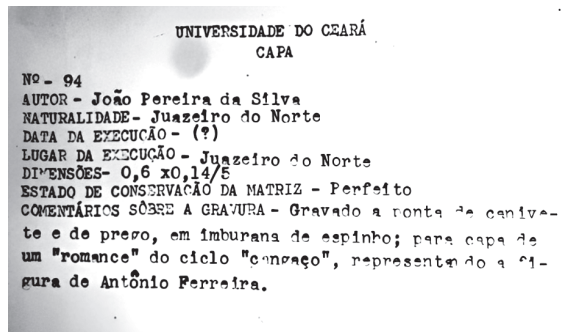 UNIVERSIDADE DO CEARÁ
CAPA
Nº - 94
AUTOR - João Pereira da Silva
NATURALIDADE- Juazeiro do Norte
DATA DA EXECUÇÃO - (?)
LUGAR DA EXECUÇÃO - Juazeiro do Norte
DIMENSÕES- 0,6 x0,14/5
ESTADO DE CONSERVAÇÃO DA MATRIZ - Perfeito
COMENTÁRIOS SÔBRE A GRAVURA - Gravado a ponta de canive-
te e de prego, em imburana de espinho; para capa de
um "romance" do ciclo "cangaço", representando a fi-
gura de Antônio Ferreira.